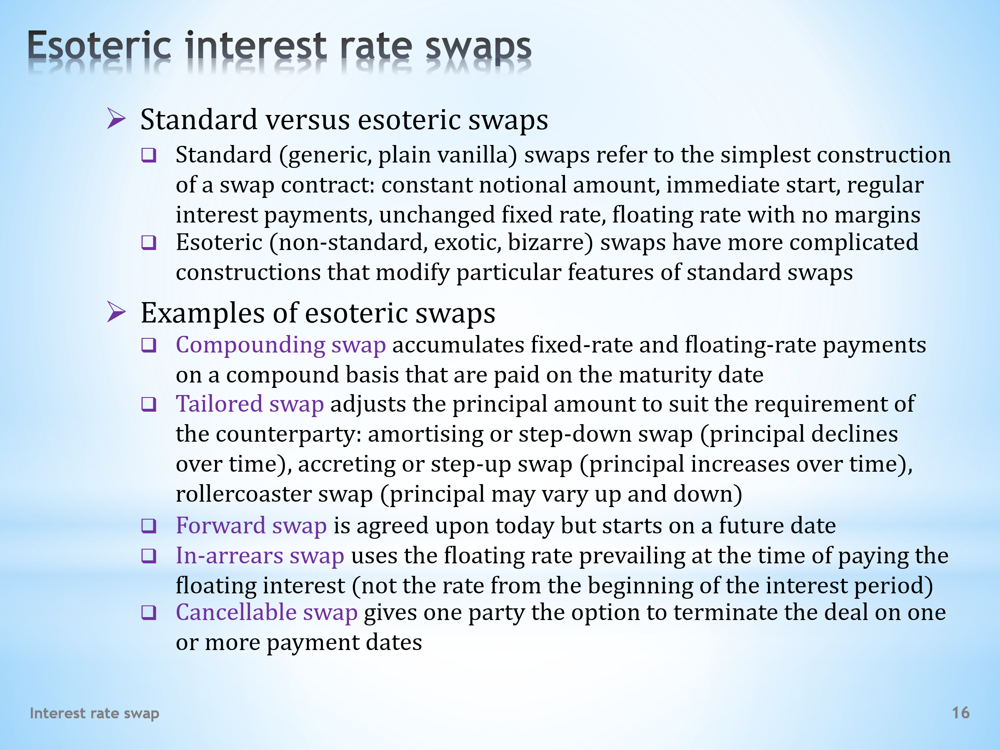 Esoteric interest rate swaps
Standard versus esoteric swaps
Standard (generic, plain vanilla) swaps refer to the simplest construction
of a swap contract: constant notional amount, immediate start, regular
interest payments, unchanged fixed rate, floating rate with no margins
Esoteric (non-standard, exotic, bizarre) swaps have more complicated
constructions that modify particular features of standard swaps
Examples of esoteric swaps
Compounding swap accumulates fixed-rate and floating-rate payments
on a compound basis that are paid on the maturity date
Tailored swap adjusts the principal amount to suit the requirement of
the counterparty: amortising or step-down swap (principal declines
over time), accreting or step-up swap (principal increases over time),
rollercoaster swap (principal may vary up and down)
Forward swap is agreed upon today but starts on a future date
In-arrears swap uses the floating rate prevailing at the time of paying the
floating interest (not the rate from the beginning of the interest period)
Cancellable swap gives one party the option to terminate the deal on one
or more payment dates
Interest rate swap
16